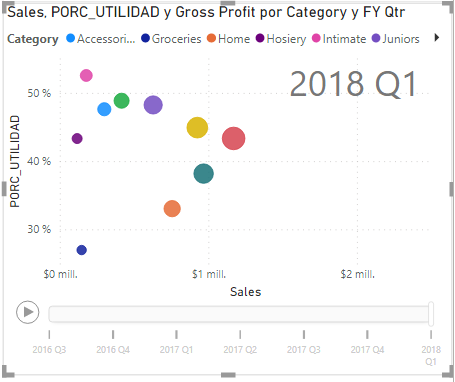 Sales, PORC_UTILIDAD y Gross Profit por Category y FY Qtr
Category Accessori... Groceries Home Hosiery Intimate Juniors
2018 Q1
50 %
40 %
30 %
PORC_UTILIDAD
$0 mill. $1 mill. $2 mill.
Sales
2016 Q3 2016 Q4 2017 Q1 2017 Q2 2017 Q3 2017 Q4 2018
Q1